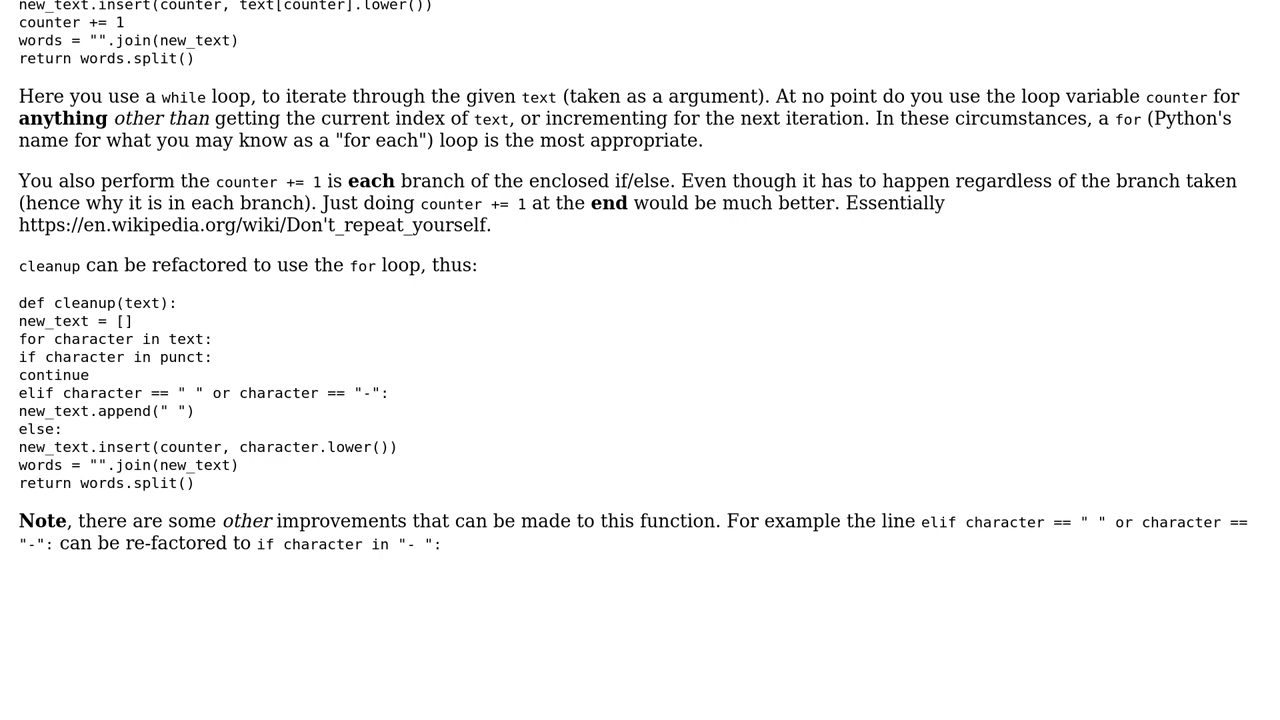 new_text.insert(counter, text[counter].lower())
counter += 1
words = "".join(new_text)
return words.split()
Here you use a while loop, to iterate through the given text (taken as a argument). At no point do you use the loop variable counter for
anything other than getting the current index of text, or incrementing for the next iteration. In these circumstances, a for (Python's
name for what you may know as a "for each") loop is the most appropriate.
You also perform the counter += 1 is each branch of the enclosed if/else. Even though it has to happen regardless of the branch taken
(hence why it is in each branch). Just doing counter += 1 at the end would be much better. Essentially
https://en.wikipedia.org/wiki/Don't_repeat_yourself.
cleanup can be refactored to use the for loop, thus:
def cleanup(text):
new_text = []
for character in text:
if character in punct:
continue
elif character == " " or character == "-":
new_text.append(" ")
else:
new_text.insert(counter, character.lower())
words = "".join(new_text)
return words.split()
Note, there are some other improvements that can be made to this function. For example the line elif character == " " or character ==
"-": can be re-factored to if character in "- ":